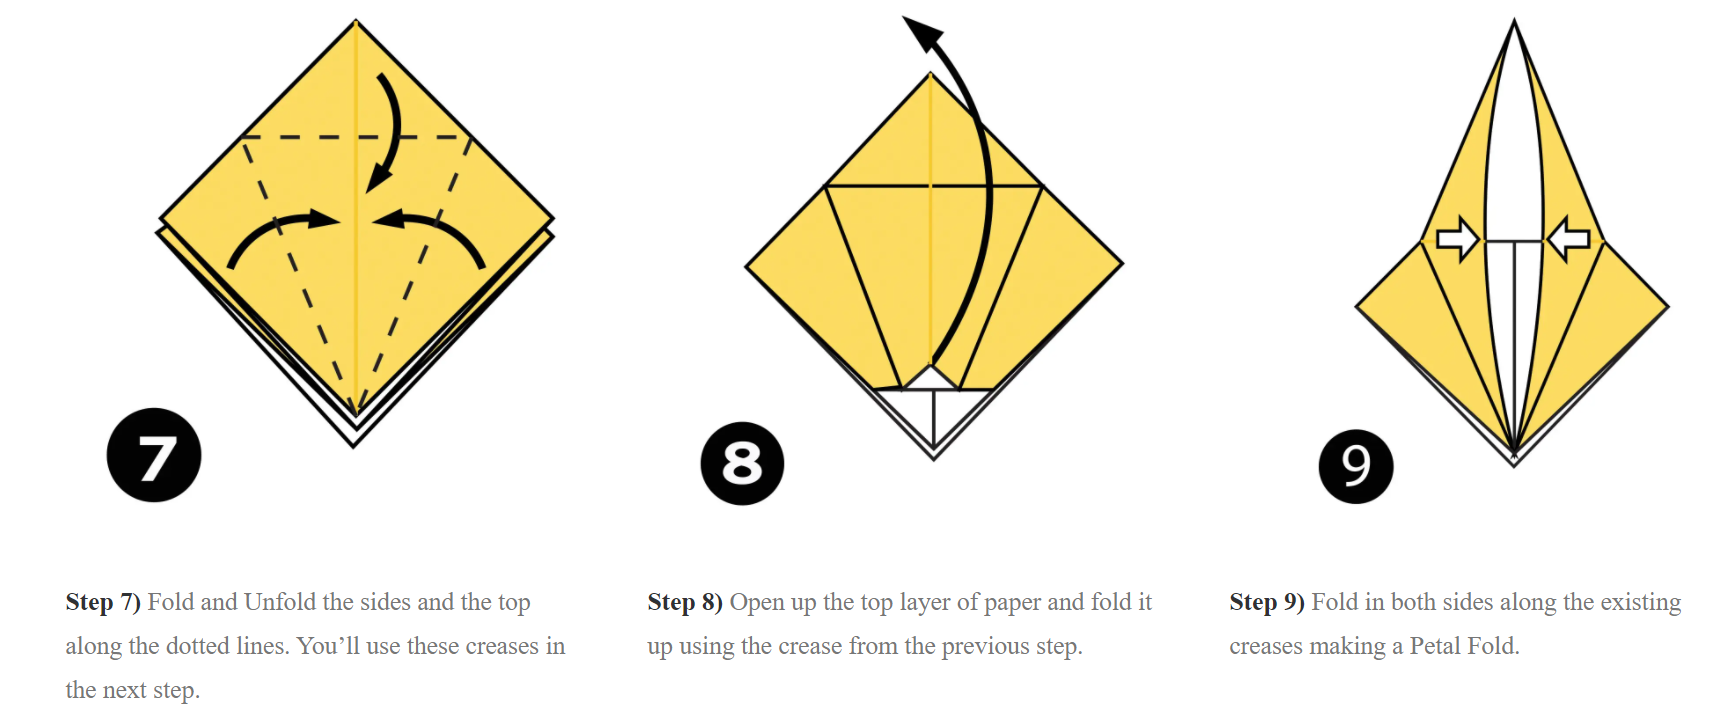 7
8
9
Step 7) Fold and Unfold the sides and the top
along the dotted lines. You’ll use these creases in
the next step.
Step 8) Open up the top layer of paper and fold it
up using the crease from the previous step.
Step 9) Fold in both sides along the existing
creases making a Petal Fold.